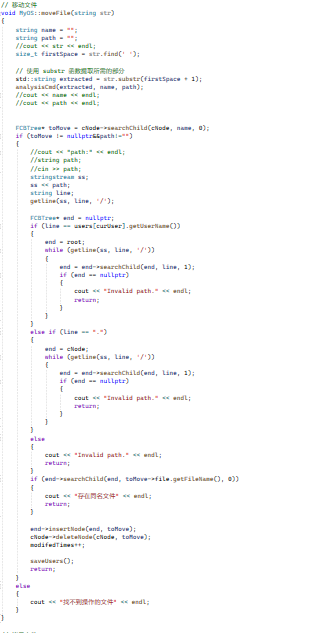 // 移动文件
void MyOS::moveFile(string str)
{
    string name = "";
    string path = "";
    //cout << str << endl;
    size_t firstSpace = str.find(' ');

    // 使用 substr 函数提取所需的部分
    std::string extracted = str.substr(firstSpace + 1);
    analysisCmd(extracted, name, path);
    //cout << name << endl;
    //cout << path << endl;

    FCBTree* toMove = cNode->searchChild(cNode, name, 0);
    if (toMove != nullptr&&path!="")
    {
        //cout << "path:" << endl;
        //string path;
        //cin >> path;
        stringstream ss;
        ss << path;
        string line;
        getline(ss, line, '/');

        FCBTree* end = nullptr;
        if (line == users[curUser].getUserName())
        {
            end = root;
            while (getline(ss, line, '/'))
            {
                end = end->searchChild(end, line, 1);
                if (end == nullptr)
                {
                    cout << "Invalid path." << endl;
                    return;
                }
            }
        }
        else if (line == ".")
        {
            end = cNode;
            while (getline(ss, line, '/'))
            {
                end = end->searchChild(end, line, 1);
                if (end == nullptr)
                {
                    cout << "Invalid path." << endl;
                    return;
                }
            }
        }
        else
        {
            cout << "Invalid path." << endl;
            return;
        }
        if (end->searchChild(end, toMove->file.getFileName(), 0))
        {
            cout << "存在同名文件" << endl;
            return;
        }

        end->insertNode(end, toMove);
        cNode->deleteNode(cNode, toMove);
        modifedTimes++;

        saveUsers();
        return;
    }
    else
    {
        cout << "找不到操作的文件" << endl;
    }
}